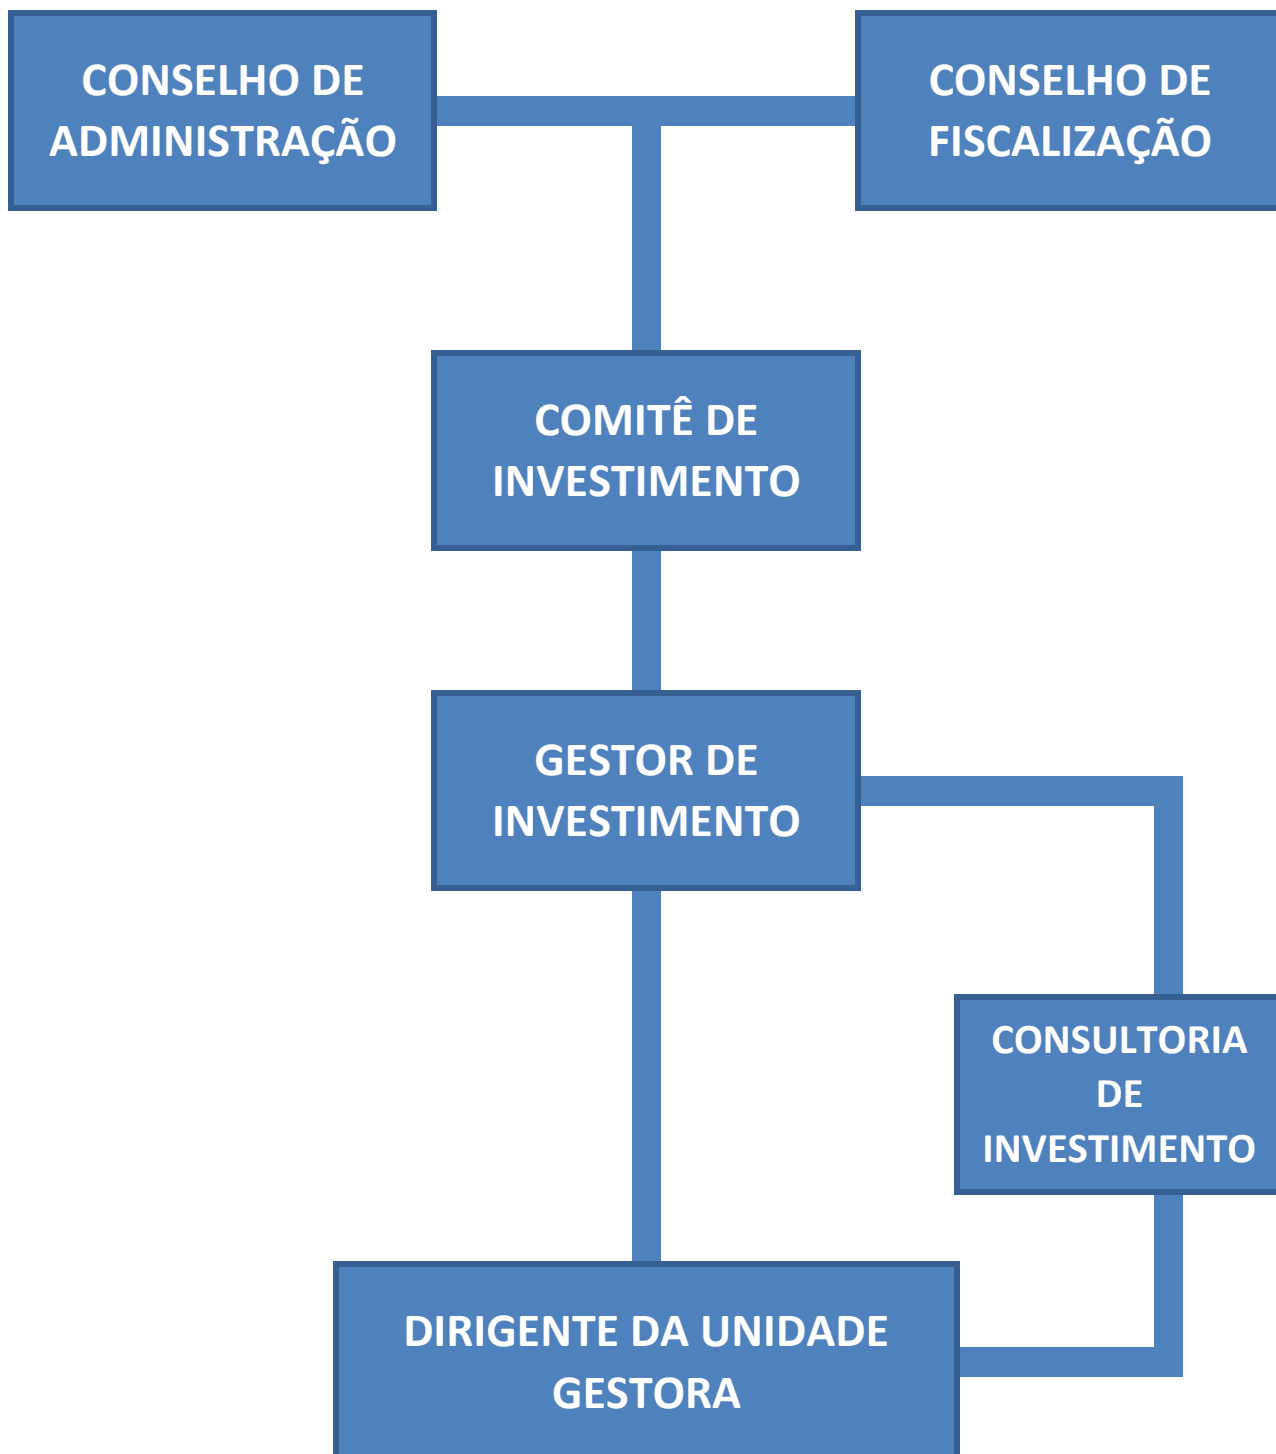 CONSELHO DE
ADMINISTRAÇÃO
CONSELHO DE
FISCALIZAÇÃO
COMITÊ DE
INVESTIMENTO
GESTOR DE
INVESTIMENTO
CONSULTORIA
DE
INVESTIMENTO
DIRIGENTE DA UNIDADE
GESTORA